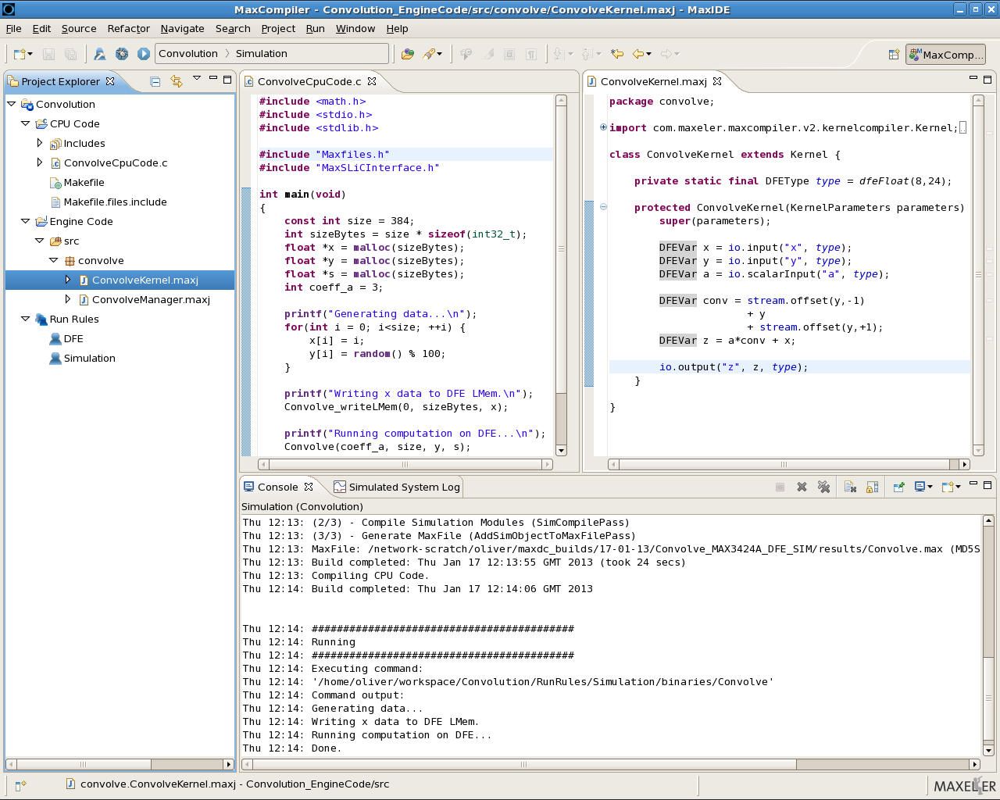 MaxCompiler - Convolution_EngineCode/src/convolve/ConvolveKernel.maxj - MaxIDE
File Edit Source Refactor Navigate Search Project Run Window Help
Convolution Simulation
MaxComp...
Project Explorer
Convolution
CPU Code
Includes
ConvolveCpuCode.c
Makefile
Makefile.files.include
Engine Code
src
convolve
ConvolveKernel.maxj
ConvolveManager.maxj
Run Rules
DFE
Simulation
ConvolveCpuCode.c
#include <math.h>
#include <stdio.h>
#include <stdlib.h>
#include "Maxfiles.h"
#include "MaxSLiCInterface.h"
int main(void)
{
const int size = 384;
int sizeBytes = size * sizeof(int32_t);
float *x = malloc(sizeBytes);
float *y = malloc(sizeBytes);
float *s = malloc(sizeBytes);
int coeff_a = 3;
printf("Generating data...\n");
for(int i = 0; i<size; ++i) {
x[i] = i;
y[i] = random() % 100;
}
printf("Writing x data to DFE LMem.\n");
Convolve_writeLMem(0, sizeBytes, x);
printf("Running computation on DFE...\n");
Convolve(coeff_a, size, y, s);
ConvolveKernel.maxj
package convolve;
import com.maxeler.maxcompiler.v2.kernelcompiler.Kernel;
class ConvolveKernel extends Kernel {
private static final DFEType type = dfeFloat(8,24);
protected ConvolveKernel(KernelParameters parameters)
super(parameters);
DFEVar x = io.input("x", type);
DFEVar y = io.input("y", type);
DFEVar a = io.scalarInput("a", type);
DFEVar conv = stream.offset(y,-1)
+ y
+ stream.offset(y,+1);
DFEVar z = a*conv + x;
io.output("z", z, type);
}
}
Console Simulated System Log
Simulation (Convolution)
Thu 12:13: (2/3) - Compile Simulation Modules (SimCompilePass)
Thu 12:13: (3/3) - Generate MaxFile (AddSimObjectToMaxFilePass)
Thu 12:13: MaxFile: /network-scratch/oliver/maxdc_builds/17-01-13/Convolve_MAX3424A_DFE_SIM/results/Convolve.max (MD5S
Thu 12:13: Build completed: Thu Jan 17 12:13:55 GMT 2013 (took 24 secs)
Thu 12:13: Compiling CPU Code.
Thu 12:14: Build completed: Thu Jan 17 12:14:06 GMT 2013
Thu 12:14: ##########################################
Thu 12:14: Running
Thu 12:14: ##########################################
Thu 12:14: Executing command:
Thu 12:14: '/home/oliver/workspace/Convolution/RunRules/Simulation/binaries/Convolve'
Thu 12:14: Command output:
Thu 12:14: Generating data...
Thu 12:14: Writing x data to DFE LMem.
Thu 12:14: Running computation on DFE...
Thu 12:14: Done.
convolve.ConvolveKernel.maxj - Convolution_EngineCode/src
MAXELER